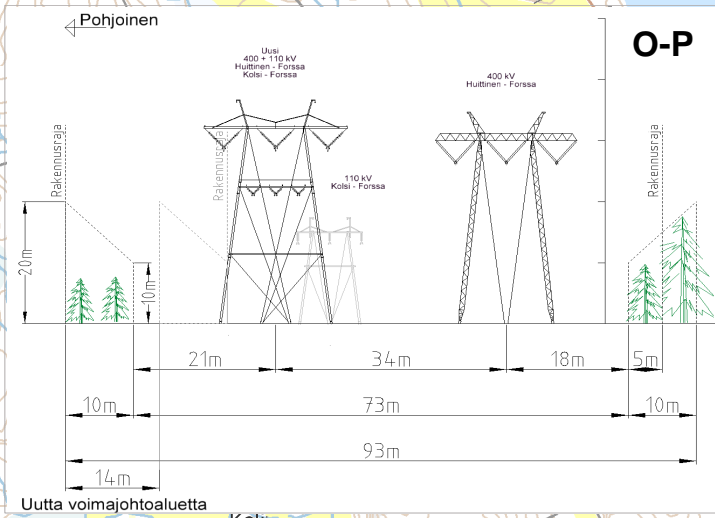 Pohjoinen
O-P
Uusi
400 + 110 kV
Huittinen - Forssa
Kolsi - Forssa
400 kV
Huittinen - Forssa
Rakennusraja
Rakennusraja
110 kV
Kolsi - Forssa
Rakennusraja
20m
10m
21m
34m
18m
5m
10m
73m
10m
93m
14m
Uutta voimajohtoaluetta